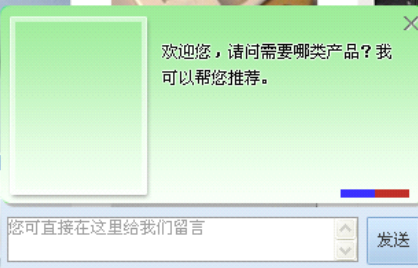 欢迎您，请问需要哪类产品？我
可以帮您推荐。
您可直接在这里给我们留言
发送